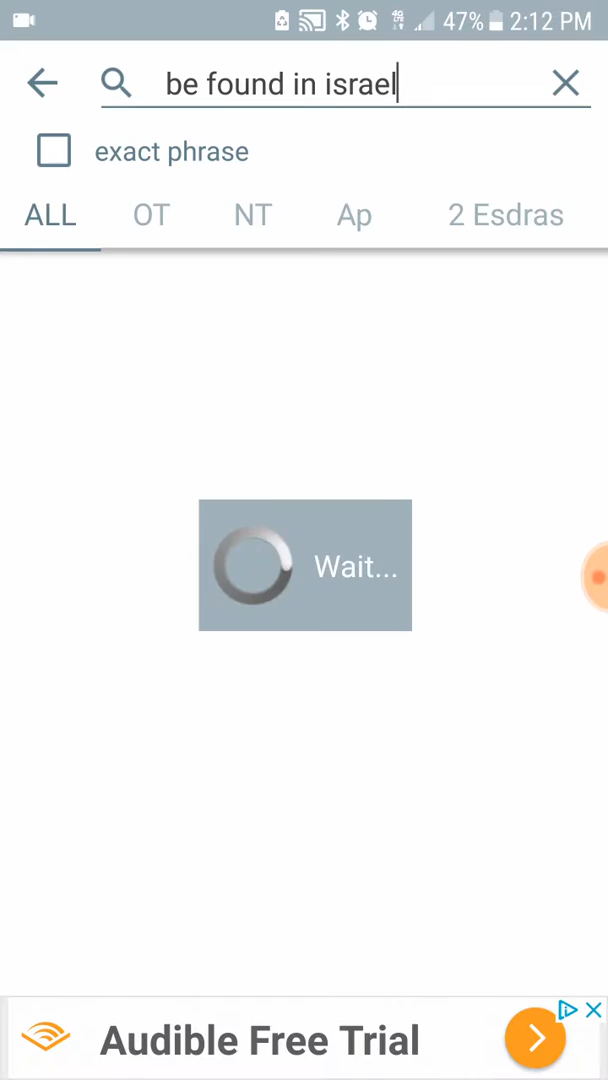 47% 2:12 PM
be found in israel
exact phrase
ALL OT NT Ap 2 Esdras
Wait...
Audible Free Trial